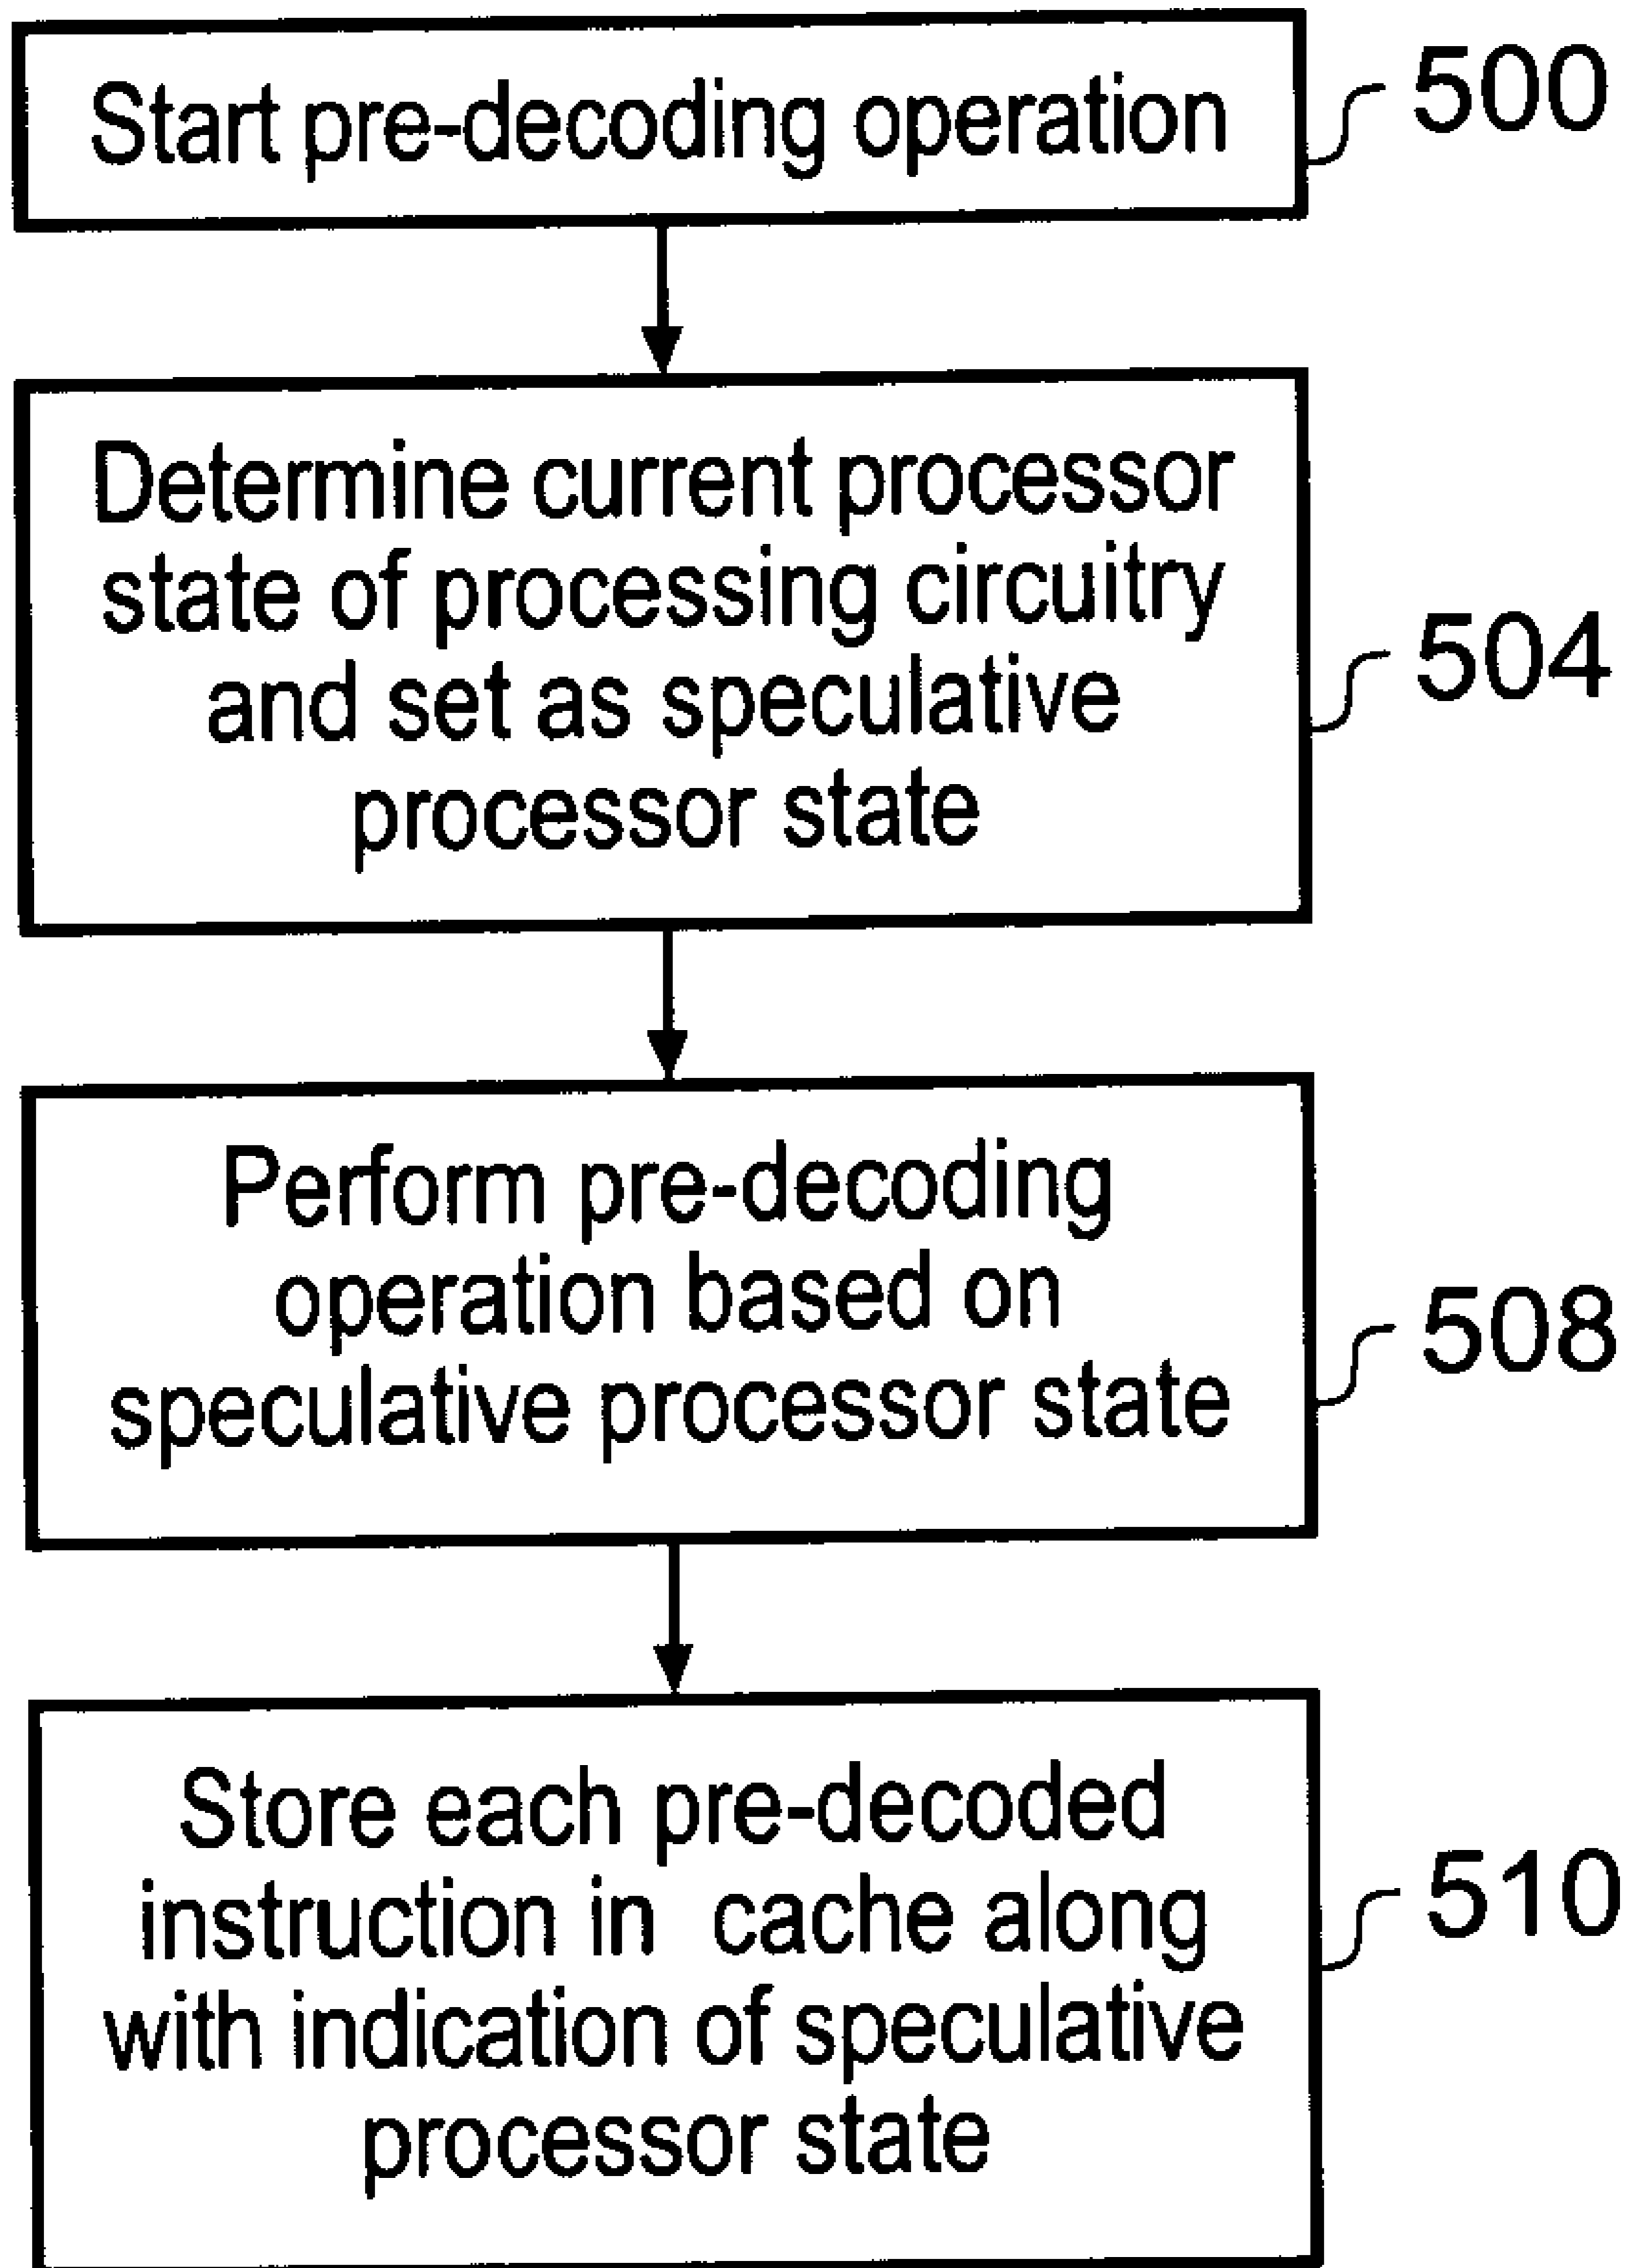 Start pre-decoding operation
500
Determine current processor
state of processing circuitry
and set as speculative
processor state
504
Perform pre-decoding
operation based on
speculative processor state
508
Store each pre-decoded
instruction in cache along
with indication of speculative
processor state
510